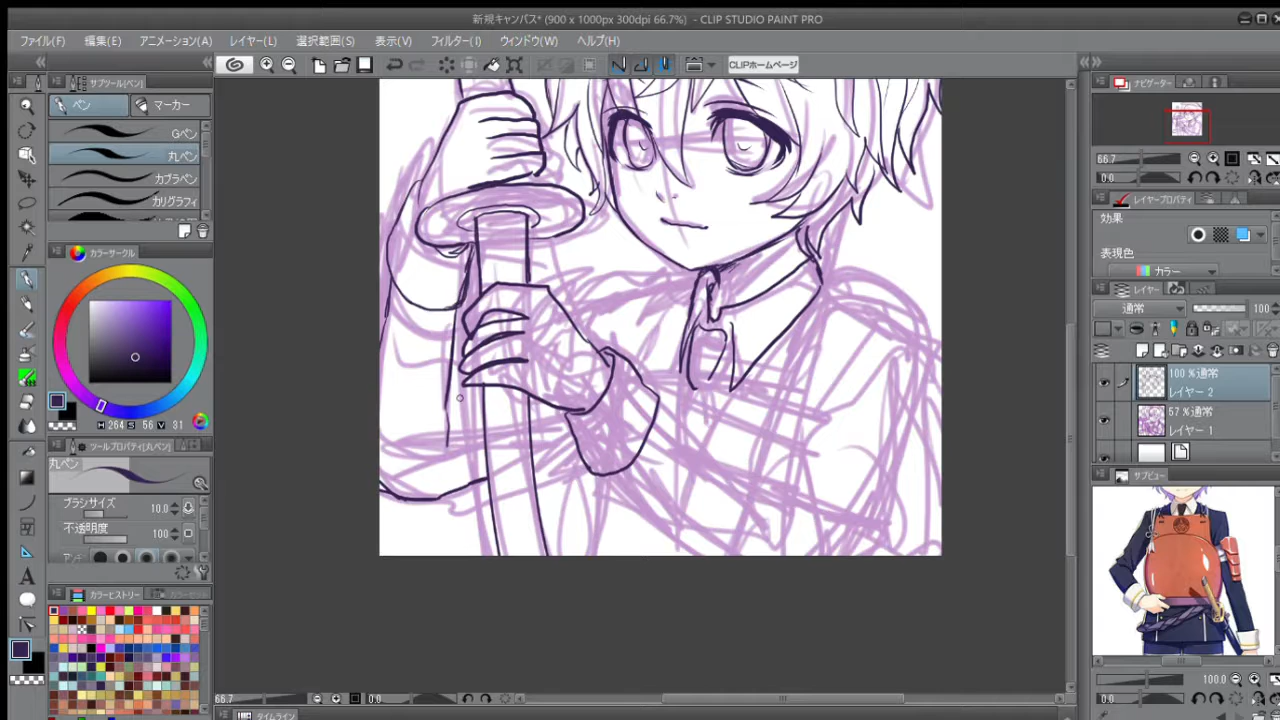 新規キャンバス* (900 x 1000px 300dpi 66.7%) - CLIP STUDIO PAINT PRO
ファイル(F) 編集(E) アニメーション(A) レイヤー(L) 選択範囲(S) 表示(V) フィルター(I) ウィンドウ(W) ヘルプ(H)
CLIPホームページ
サブツール[ペン]
ペン
マーカー
Gペン
丸ペン
カブラペン
カリグラフィ
カラーサークル
H 264 S 56 V 31
ツールプロパティ[丸ペン]
丸ペン
ブラシサイズ 10.0
不透明度 100
カラーヒストリー
ナビゲーター
66.7
0.0
レイヤープロパティ
効果
表現色
カラー
レイヤー
通常 100
100 %通常
レイヤー 2
57 %通常
レイヤー 1
サブビュー
100.0
0.0
66.7 0.0
タイムライン